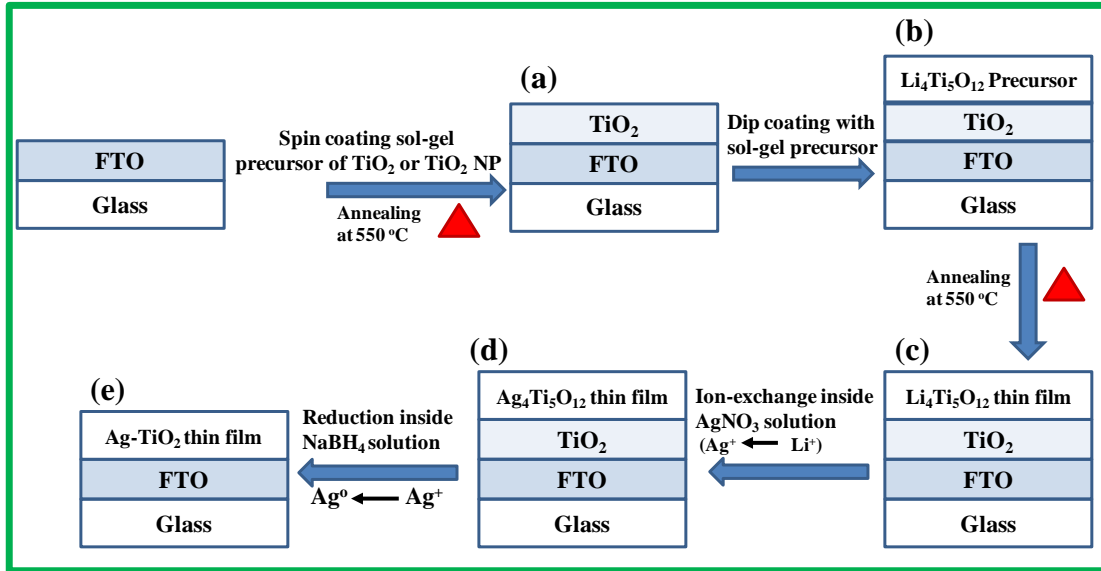 FTO
Glass
Spin coating sol-gel
precursor of TiO₂ or TiO₂ NP
Annealing
at 550 °C
(a)
TiO₂
FTO
Glass
Dip coating with
sol-gel precursor
(b)
Li₄Ti₅O₁₂ Precursor
TiO₂
FTO
Glass
Annealing
at 550 °C
(c)
Li₄Ti₅O₁₂ thin film
TiO₂
FTO
Glass
Ion-exchange inside
AgNO₃ solution
(Ag⁺ ← Li⁺)
(d)
Ag₄Ti₅O₁₂ thin film
TiO₂
FTO
Glass
Reduction inside
NaBH₄ solution
Ag⁰ ← Ag⁺
(e)
Ag-TiO₂ thin film
FTO
Glass